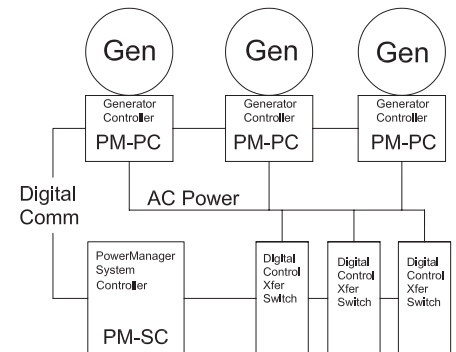 Gen
Gen
Gen
Generator
Controller
PM-PC
Generator
Controller
PM-PC
Generator
Controller
PM-PC
Digital
Comm
AC Power
PowerManager
System
Controller
PM-SC
Digital
Control
Xfer
Switch
Digital
Control
Xfer
Switch
Digital
Control
Xfer
Switch